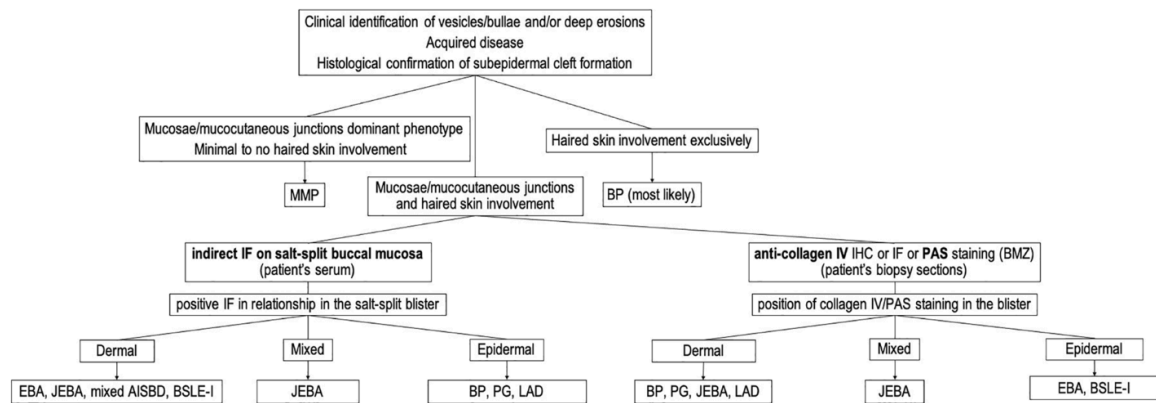 Clinical identification of vesicles/bullae and/or deep erosions
Acquired disease
Histological confirmation of subepidermal cleft formation
Mucosae/mucocutaneous junctions dominant phenotype
Minimal to no haired skin involvement
Haired skin involvement exclusively
MMP
Mucosae/mucocutaneous junctions
and haired skin involvement
BP (most likely)
indirect IF on salt-split buccal mucosa
(patient's serum)
anti-collagen IV IHC or IF or PAS staining (BMZ)
(patient's biopsy sections)
positive IF in relationship in the salt-split blister
position of collagen IV/PAS staining in the blister
Dermal
Mixed
Epidermal
Dermal
Mixed
Epidermal
EBA, JEBA, mixed AISBD, BSLE-I
JEBA
BP, PG, LAD
BP, PG, JEBA, LAD
JEBA
EBA, BSLE-I